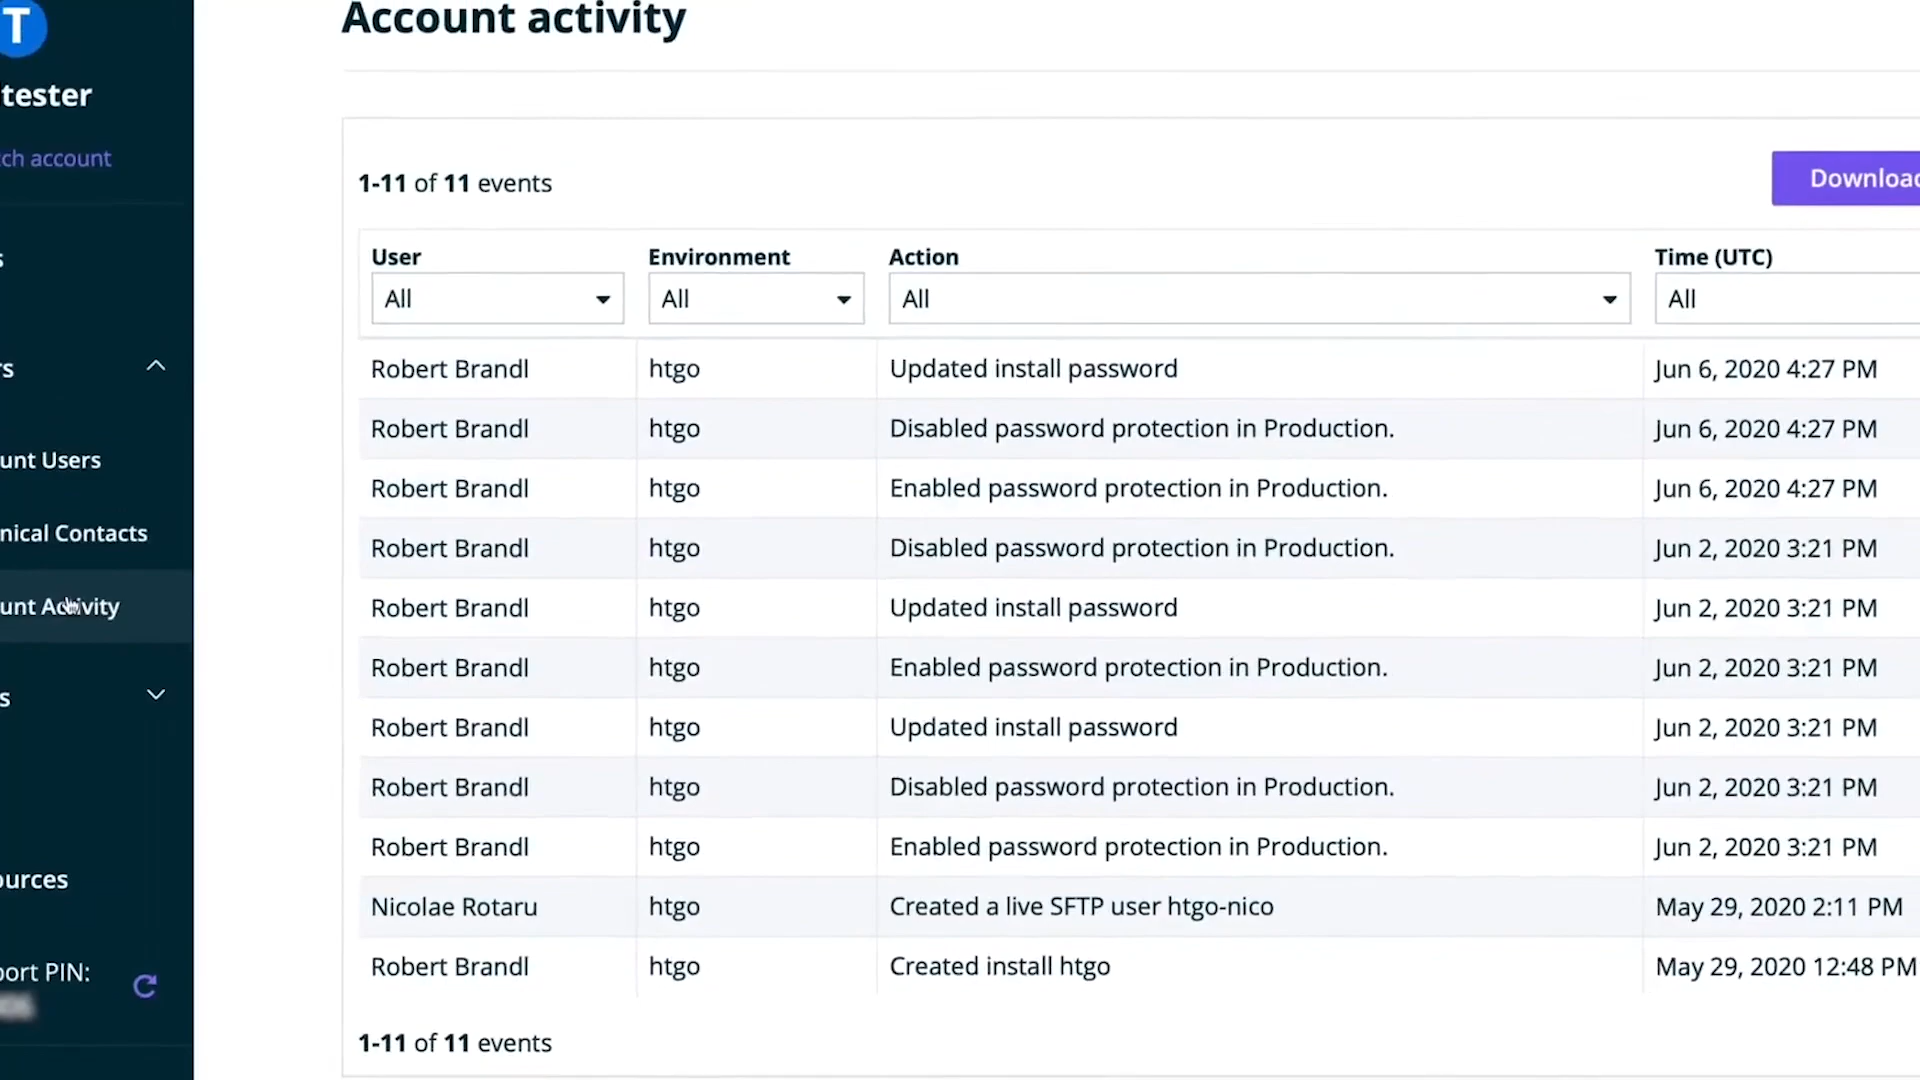 T
tester
ch account
s
rs
unt Users
nical Contacts
unt Activity
s
ources
port PIN:
Account activity
1-11 of 11 events
Download
User Environment Action Time (UTC)
All All All All
Robert Brandl htgo Updated install password Jun 6, 2020 4:27 PM
Robert Brandl htgo Disabled password protection in Production. Jun 6, 2020 4:27 PM
Robert Brandl htgo Enabled password protection in Production. Jun 6, 2020 4:27 PM
Robert Brandl htgo Disabled password protection in Production. Jun 2, 2020 3:21 PM
Robert Brandl htgo Updated install password Jun 2, 2020 3:21 PM
Robert Brandl htgo Enabled password protection in Production. Jun 2, 2020 3:21 PM
Robert Brandl htgo Updated install password Jun 2, 2020 3:21 PM
Robert Brandl htgo Disabled password protection in Production. Jun 2, 2020 3:21 PM
Robert Brandl htgo Enabled password protection in Production. Jun 2, 2020 3:21 PM
Nicolae Rotaru htgo Created a live SFTP user htgo-nico May 29, 2020 2:11 PM
Robert Brandl htgo Created install htgo May 29, 2020 12:48 PM
1-11 of 11 events